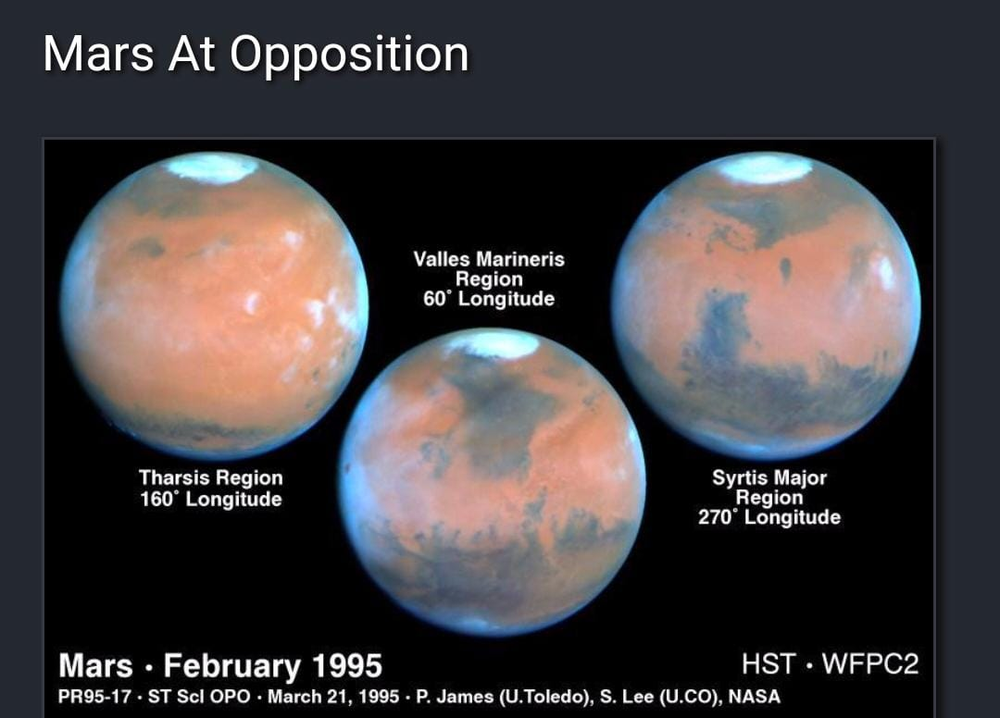 Mars At Opposition
Valles Marineris
Region
60° Longitude
Tharsis Region
160° Longitude
Syrtis Major
Region
270° Longitude
Mars · February 1995
HST · WFPC2
PR95-17 · ST ScI OPO · March 21, 1995 · P. James (U.Toledo), S. Lee (U.CO), NASA